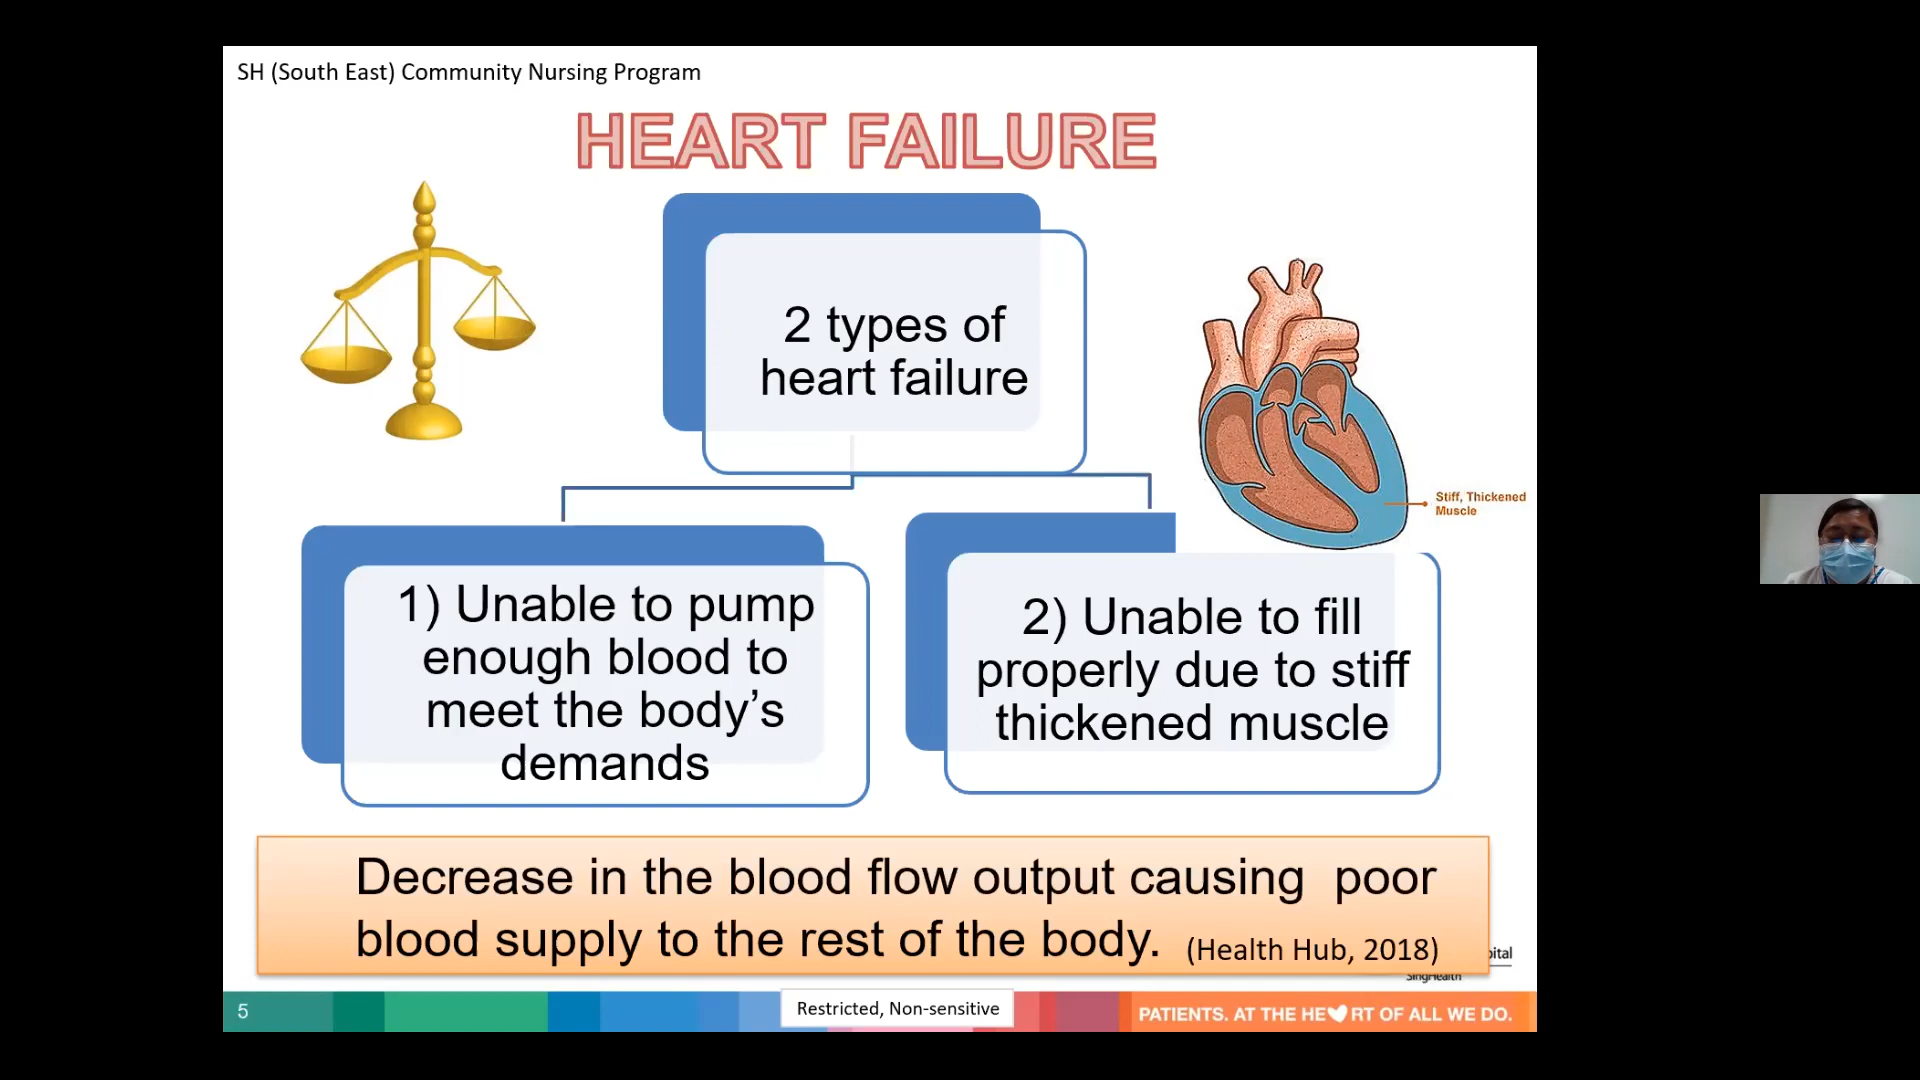 SH (South East) Community Nursing Program
HEART FAILURE
2 types of
heart failure
Stiff, Thickened
Muscle
1) Unable to pump
enough blood to
meet the body’s
demands
2) Unable to fill
properly due to stiff
thickened muscle
Decrease in the blood flow output causing  poor
blood supply to the rest of the body. (Health Hub, 2018)
SingHealth
5
Restricted, Non-sensitive
PATIENTS. AT THE HE RT OF ALL WE DO.